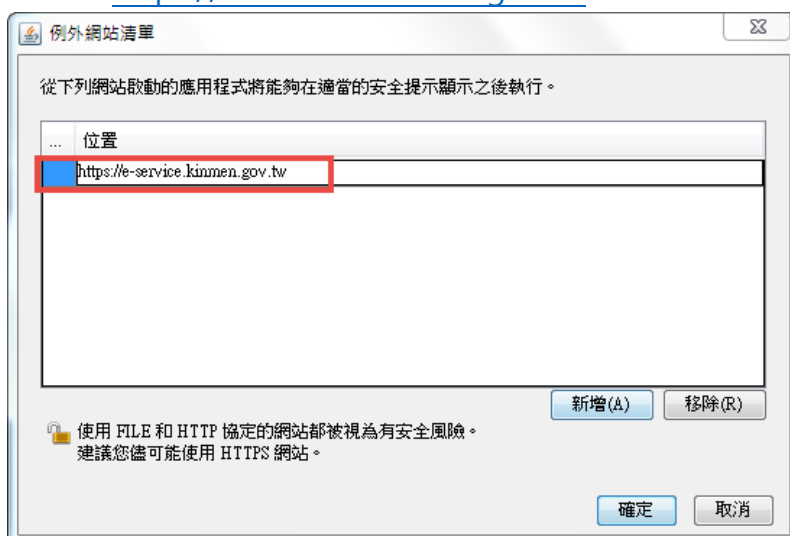 例外網站清單
從下列網站啟動的應用程式將能夠在適當的安全提示顯示之後執行。
... 位置
https://e-service.kinmen.gov.tw
新增(A) 移除(R)
使用 FILE 和 HTTP 協定的網站都被視為有安全風險。
建議您儘可能使用 HTTPS 網站。
確定 取消